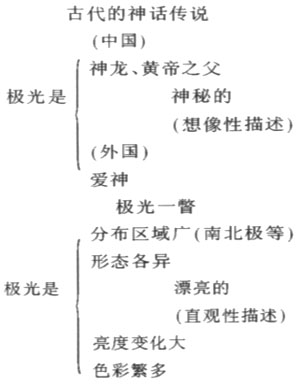 古代的神话传说
(中国)
神龙、黄帝之父
极光是
神秘的
(想像性描述)
(外国)
爱神
极光一瞥
分布区域广(南北极等)
形态各异
极光是
漂亮的
(直观性描述)
亮度变化大
色彩繁多